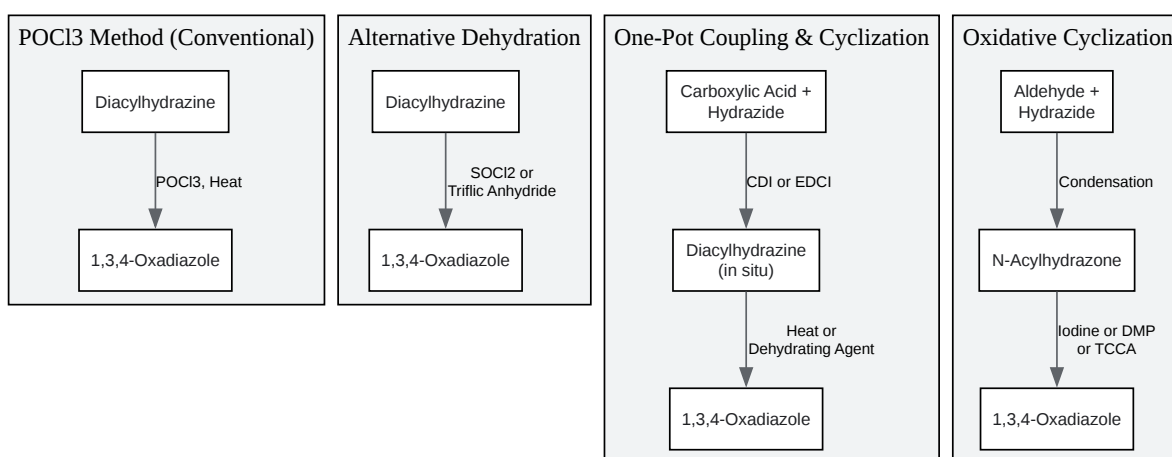 POCl3 Method (Conventional)
Diacylhydrazine
POCl3, Heat
1,3,4-Oxadiazole
Alternative Dehydration
Diacylhydrazine
SOCl2 or
Triflic Anhydride
1,3,4-Oxadiazole
One-Pot Coupling & Cyclization
Carboxylic Acid +
Hydrazide
CDI or EDCI
Diacylhydrazine
(in situ)
Heat or
Dehydrating Agent
1,3,4-Oxadiazole
Oxidative Cyclization
Aldehyde +
Hydrazide
Condensation
N-Acylhydrazone
Iodine or DMP
or TCCA
1,3,4-Oxadiazole